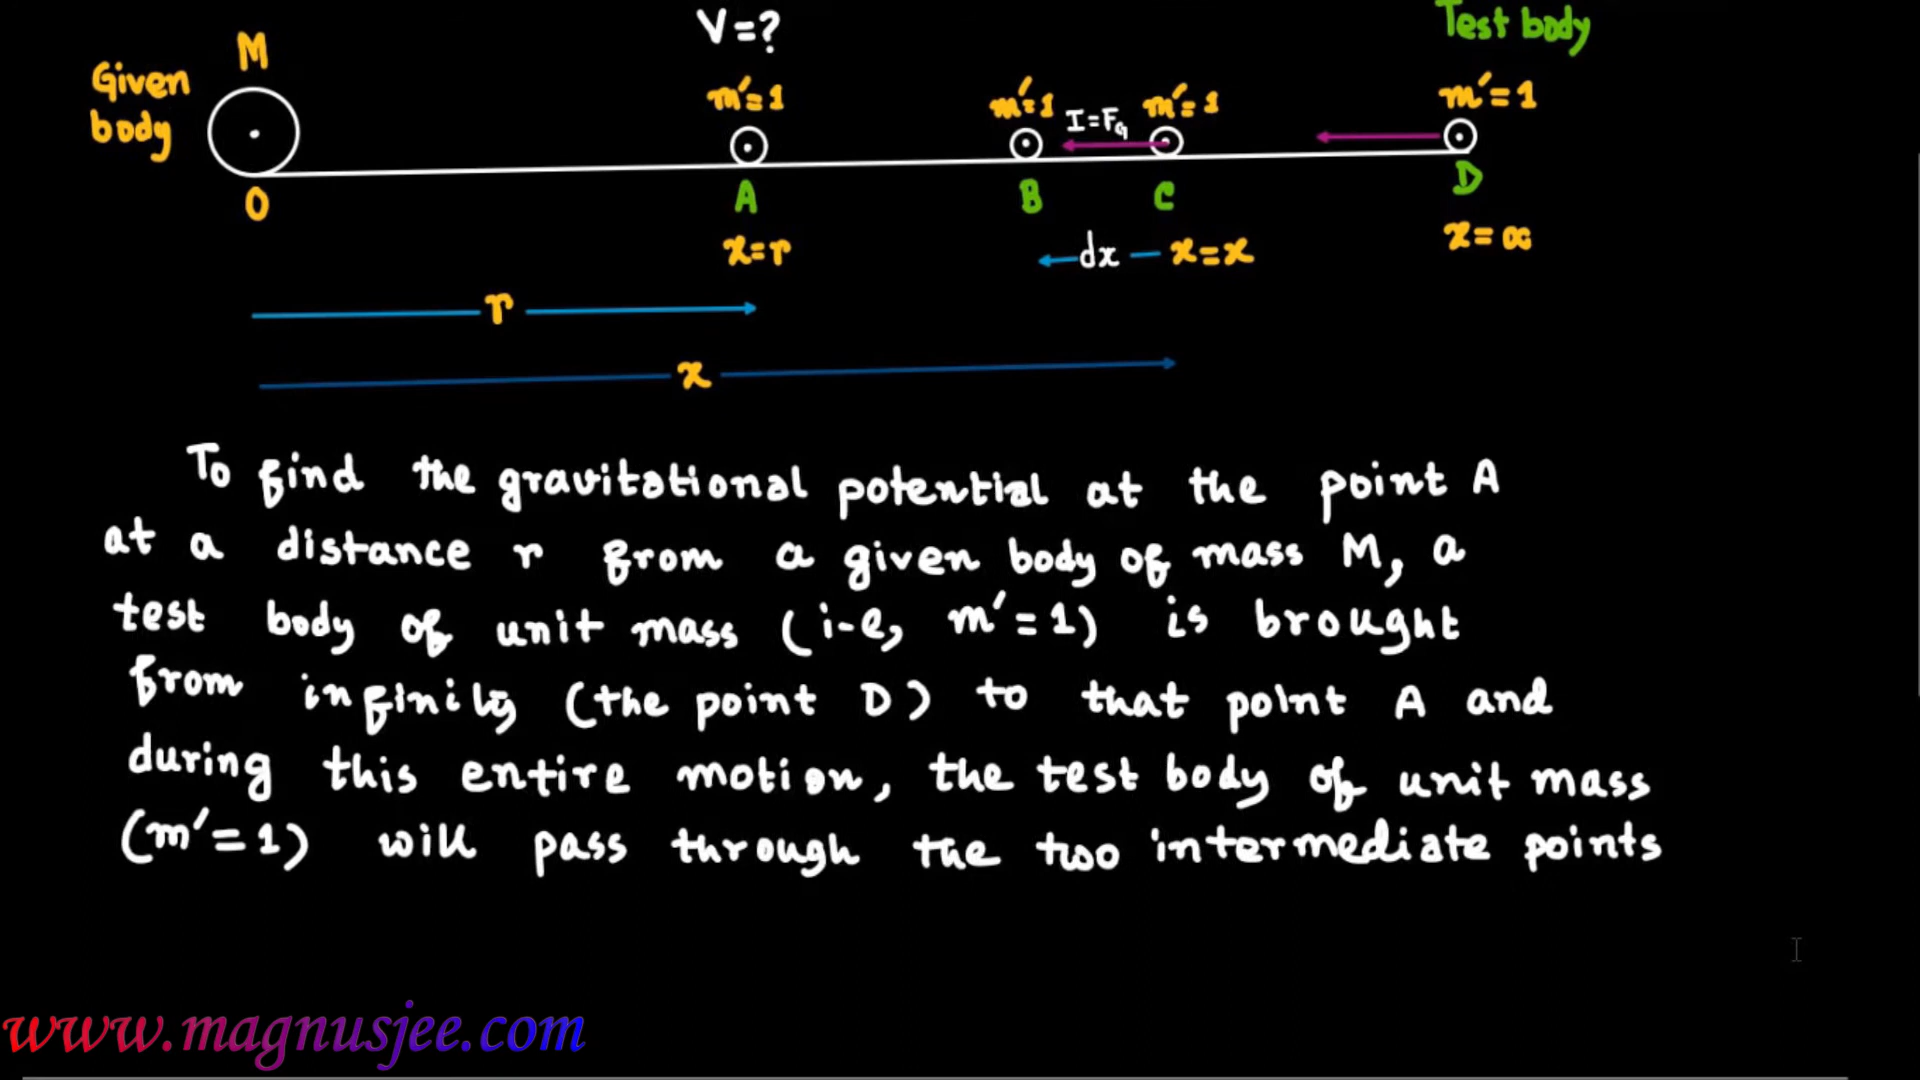 V=?
Test body
M
Given
body
m′=1
m′=1
I=FG
m′=1
m′=1
O
A
B
C
D
x=r
dx
x=x
x=∞
r
x
To find the gravitational potential at the point A
at a distance r from a given body of mass M, a
test body of unit mass (i-e, m′=1) is brought
from infinity (the point D) to that point A and
during this entire motion, the test body of unit mass
(m′=1) will pass through the two intermediate points
www.magnusjee.com